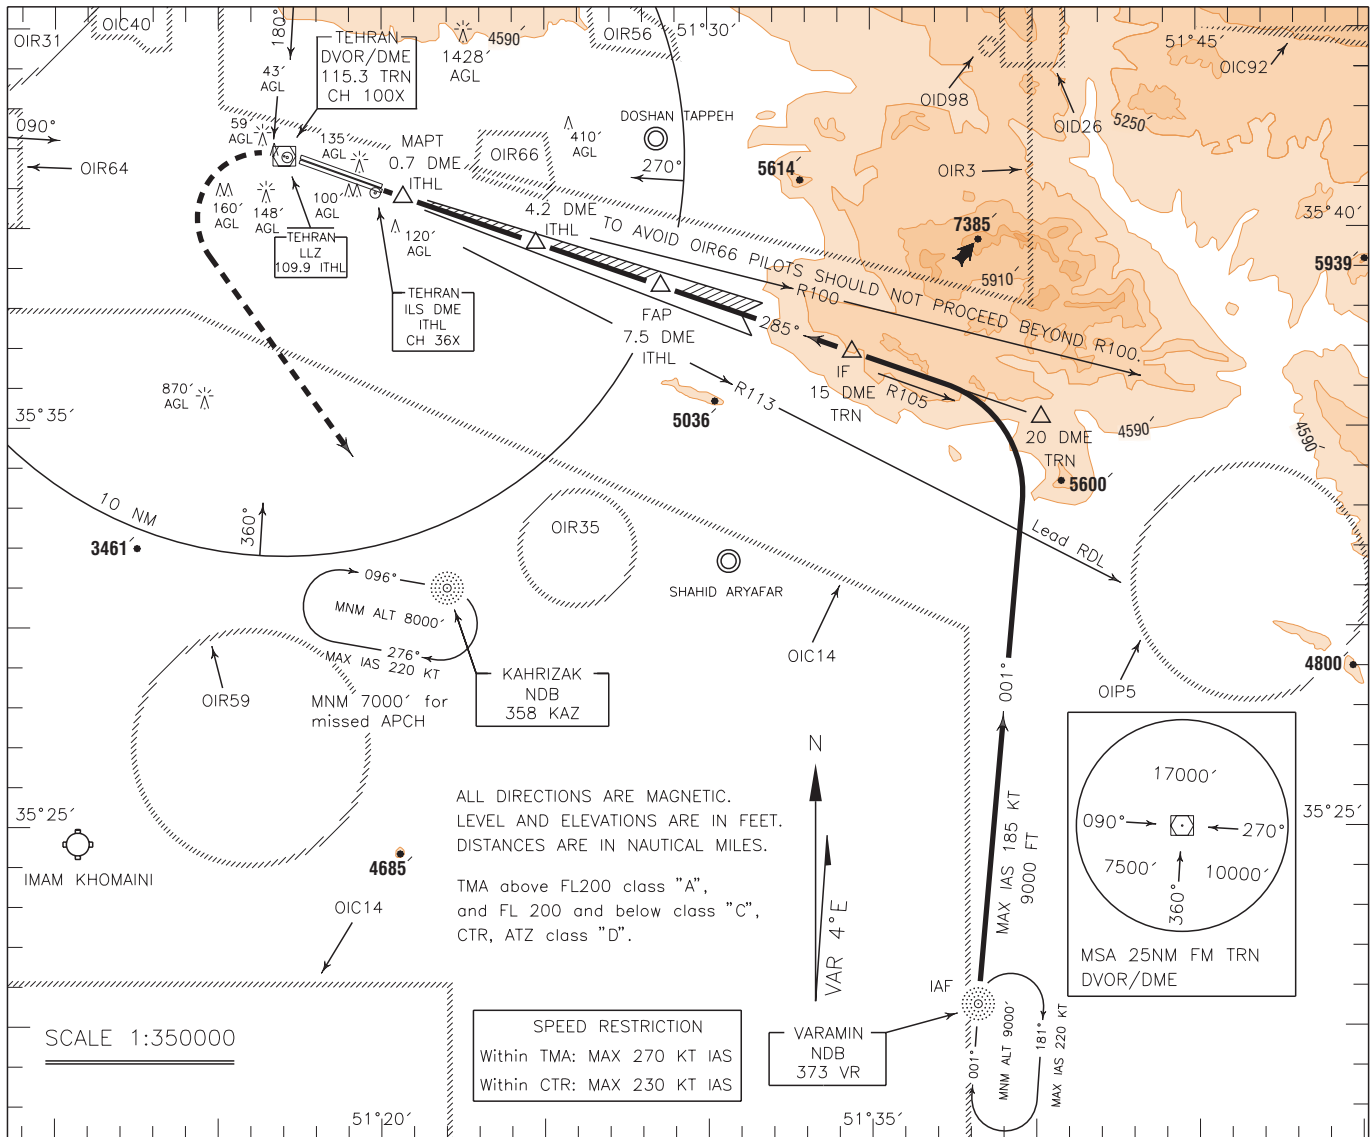 OIR31
OIC40
180°
TEHRAN
DVOR/DME
115.3 TRN
CH 100X
4590´
1428´
AGL
OIR56
51°30´
51°45´
OIC92
OID98
OID26
5250´
43´
AGL
090°
OIR64
59´
AGL
135´
AGL
MAPT
0.7 DME
ITHL
OIR66
410´
AGL
DOSHAN TAPPEH
270°
5614´
OIR3
35°40´
160´
AGL
148´
AGL
100´
AGL
TEHRAN
LLZ
109.9 ITHL
120´
AGL
4.2 DME
ITHL
TO AVOID OIR66 PILOTS SHOULD NOT PROCEED BEYOND R100.
7385´
5910´
5939´
TEHRAN
ILS DME
ITHL
CH 36X
FAP
7.5 DME
ITHL
R100
285°
IF
15 DME
TRN
R105
R113
870´
AGL
35°35´
5036´
20 DME
TRN
4590´
4590´
5600´
10 NM
360°
3461´
OIR35
Lead RDL
096°
MNM ALT 8000´
276°
MAX IAS 220 KT
SHAHID ARYAFAR
OIC14
OIR59
MNM 7000´ for
missed APCH
KAHRIZAK
NDB
358 KAZ
001°
OIP5
4800´
N
VAR 4°E
MAX IAS 185 KT
9000 FT
17000´
090°
270°
7500´
10000´
360°
MSA 25NM FM TRN
DVOR/DME
ALL DIRECTIONS ARE MAGNETIC.
LEVEL AND ELEVATIONS ARE IN FEET.
DISTANCES ARE IN NAUTICAL MILES.
TMA above FL200 class "A",
and FL 200 and below class "C",
CTR, ATZ class "D".
35°25´
35°25´
IMAM KHOMAINI
4685´
OIC14
IAF
VARAMIN
NDB
373 VR
001°
MNM ALT 9000´
181°
MAX IAS 220 KT
SCALE 1:350000
SPEED RESTRICTION
Within TMA: MAX 270 KT IAS
Within CTR: MAX 230 KT IAS
51°20´
51°35´